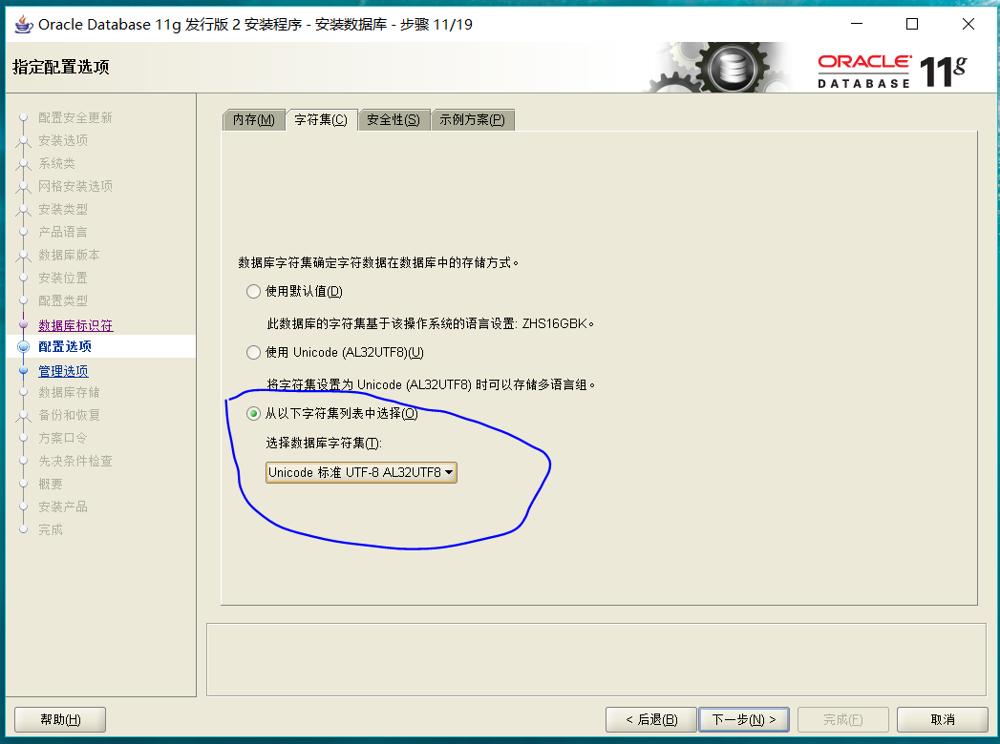 Oracle Database 11g 发行版 2 安装程序 - 安装数据库 - 步骤 11/19
指定配置选项
ORACLE
DATABASE
11g
配置安全更新
安装选项
系统类
网格安装选项
安装类型
产品语言
数据库版本
安装位置
配置类型
数据库标识符
配置选项
管理选项
数据库存储
备份和恢复
方案口令
先决条件检查
概要
安装产品
完成
内存(M) 字符集(C) 安全性(S) 示例方案(P)
数据库字符集确定字符数据在数据库中的存储方式。
使用默认值(D)
此数据库的字符集基于该操作系统的语言设置: ZHS16GBK。
使用 Unicode (AL32UTF8)(U)
将字符集设置为 Unicode (AL32UTF8) 时可以存储多语言组。
从以下字符集列表中选择(O)
选择数据库字符集(T):
Unicode 标准 UTF-8 AL32UTF8
帮助(H) < 后退(B) 下一步(N) > 完成(F) 取消